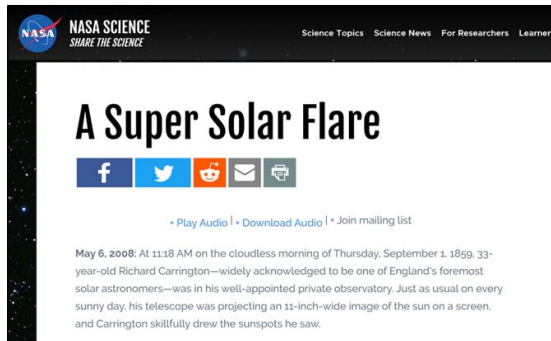 NASA
NASA SCIENCE
SHARE THE SCIENCE
Science Topics Science News For Researchers Learner
A Super Solar Flare
f
+ Play Audio | + Download Audio | + Join mailing list
May 6, 2008: At 11:18 AM on the cloudless morning of Thursday, September 1, 1859, 33-
year-old Richard Carrington—widely acknowledged to be one of England's foremost
solar astronomers—was in his well-appointed private observatory. Just as usual on every
sunny day, his telescope was projecting an 11-inch-wide image of the sun on a screen,
and Carrington skillfully drew the sunspots he saw.